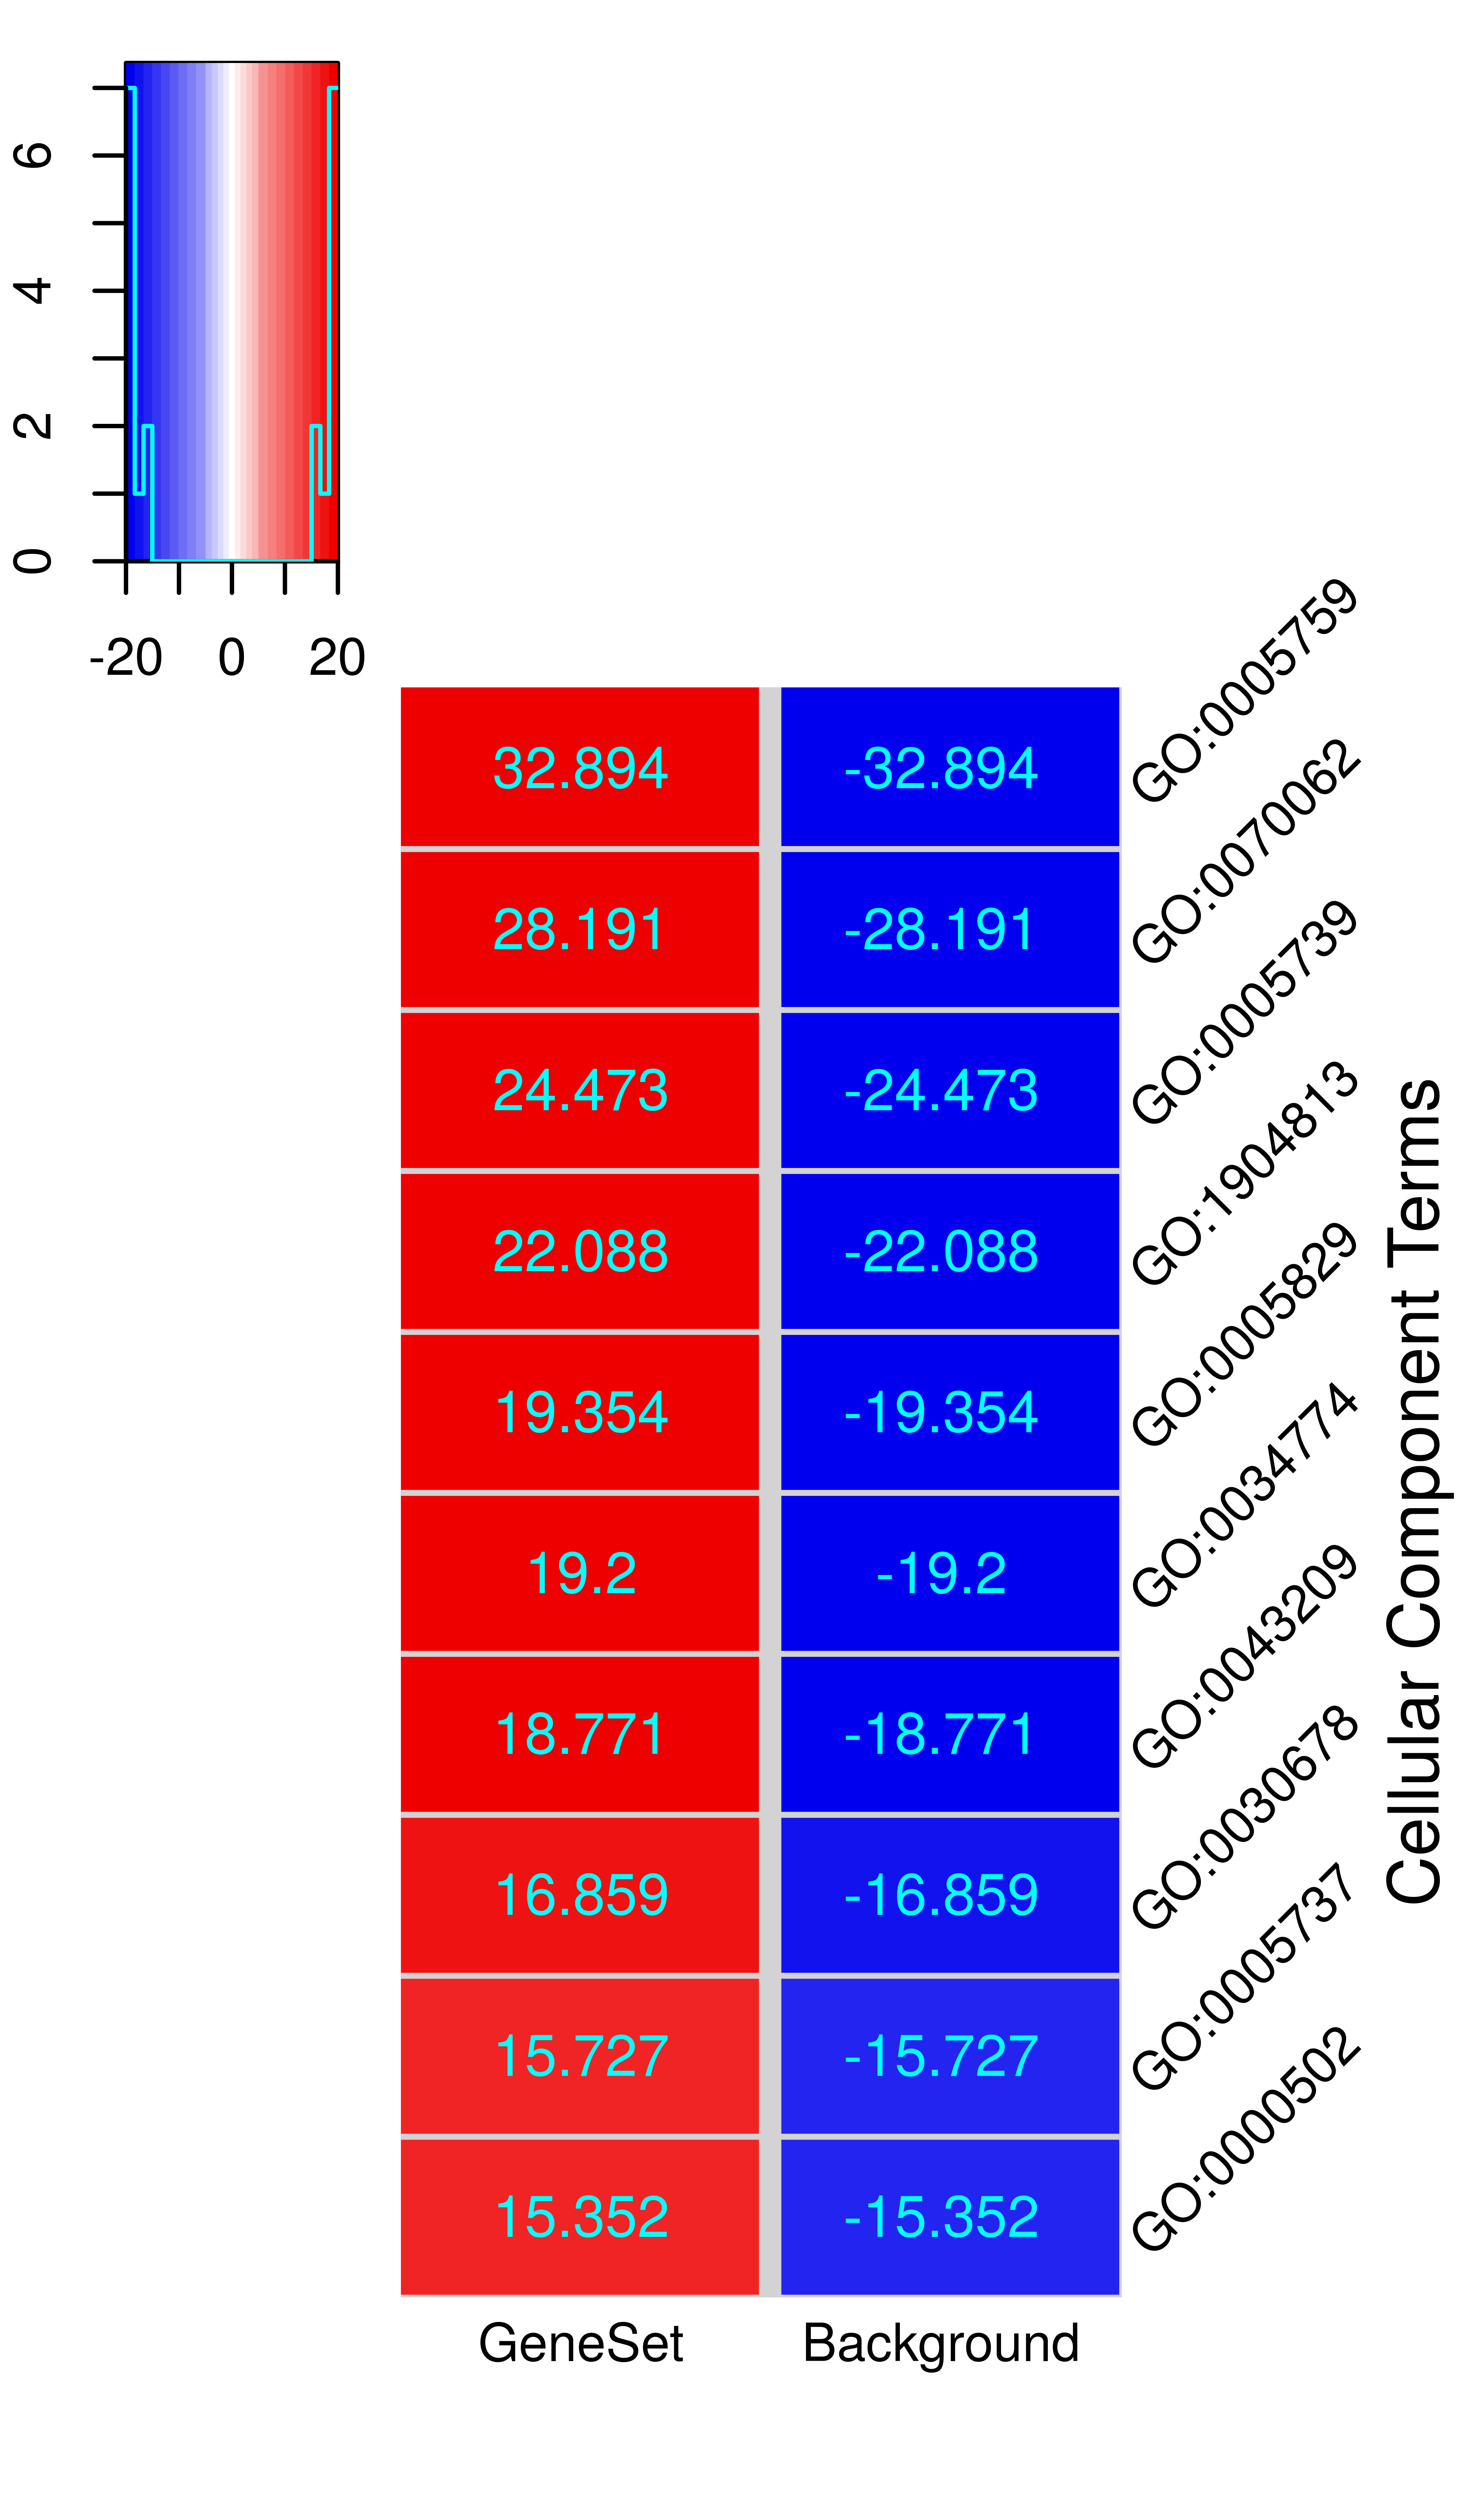 6
4
2
0
-20 0 20
32.894 -32.894 GO:0005759
28.191 -28.191 GO:0070062
24.473 -24.473 GO:0005739
22.088 -22.088 GO:1904813
19.354 -19.354 GO:0005829
19.2 -19.2 GO:0034774
18.771 -18.771 GO:0043209
16.859 -16.859 GO:0030678
15.727 -15.727 GO:0005737
15.352 -15.352 GO:0000502
GeneSet Background
Cellular Component Terms